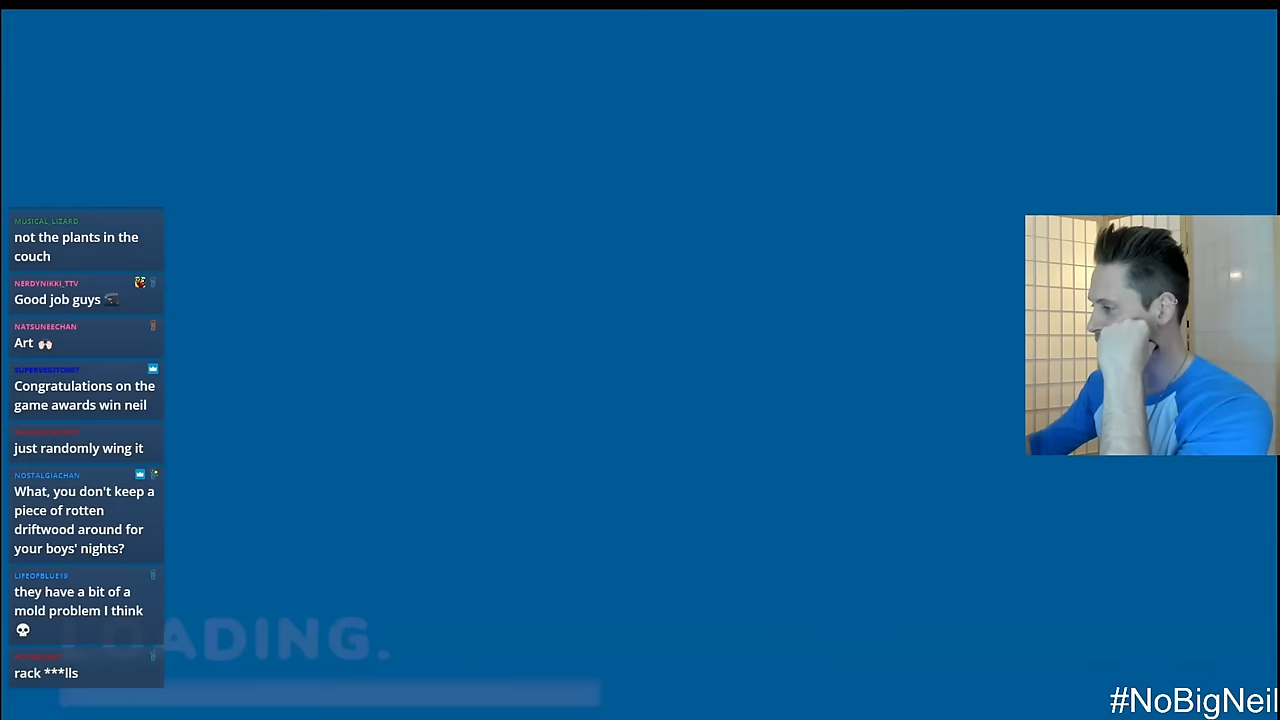 MUSICAL_LIZARD
not the plants in the
couch
NERDYNIKKI_TTV
Good job guys
NATSUNEECHAN
Art
Congratulations on the
game awards win neil
just randomly wing it
NOSTALGIACHAN
What, you don't keep a
piece of rotten
driftwood around for
your boys' nights?
LIFEOFBLUE19
they have a bit of a
mold problem I think
rack ***lls
LOADING.
#NoBigNeil